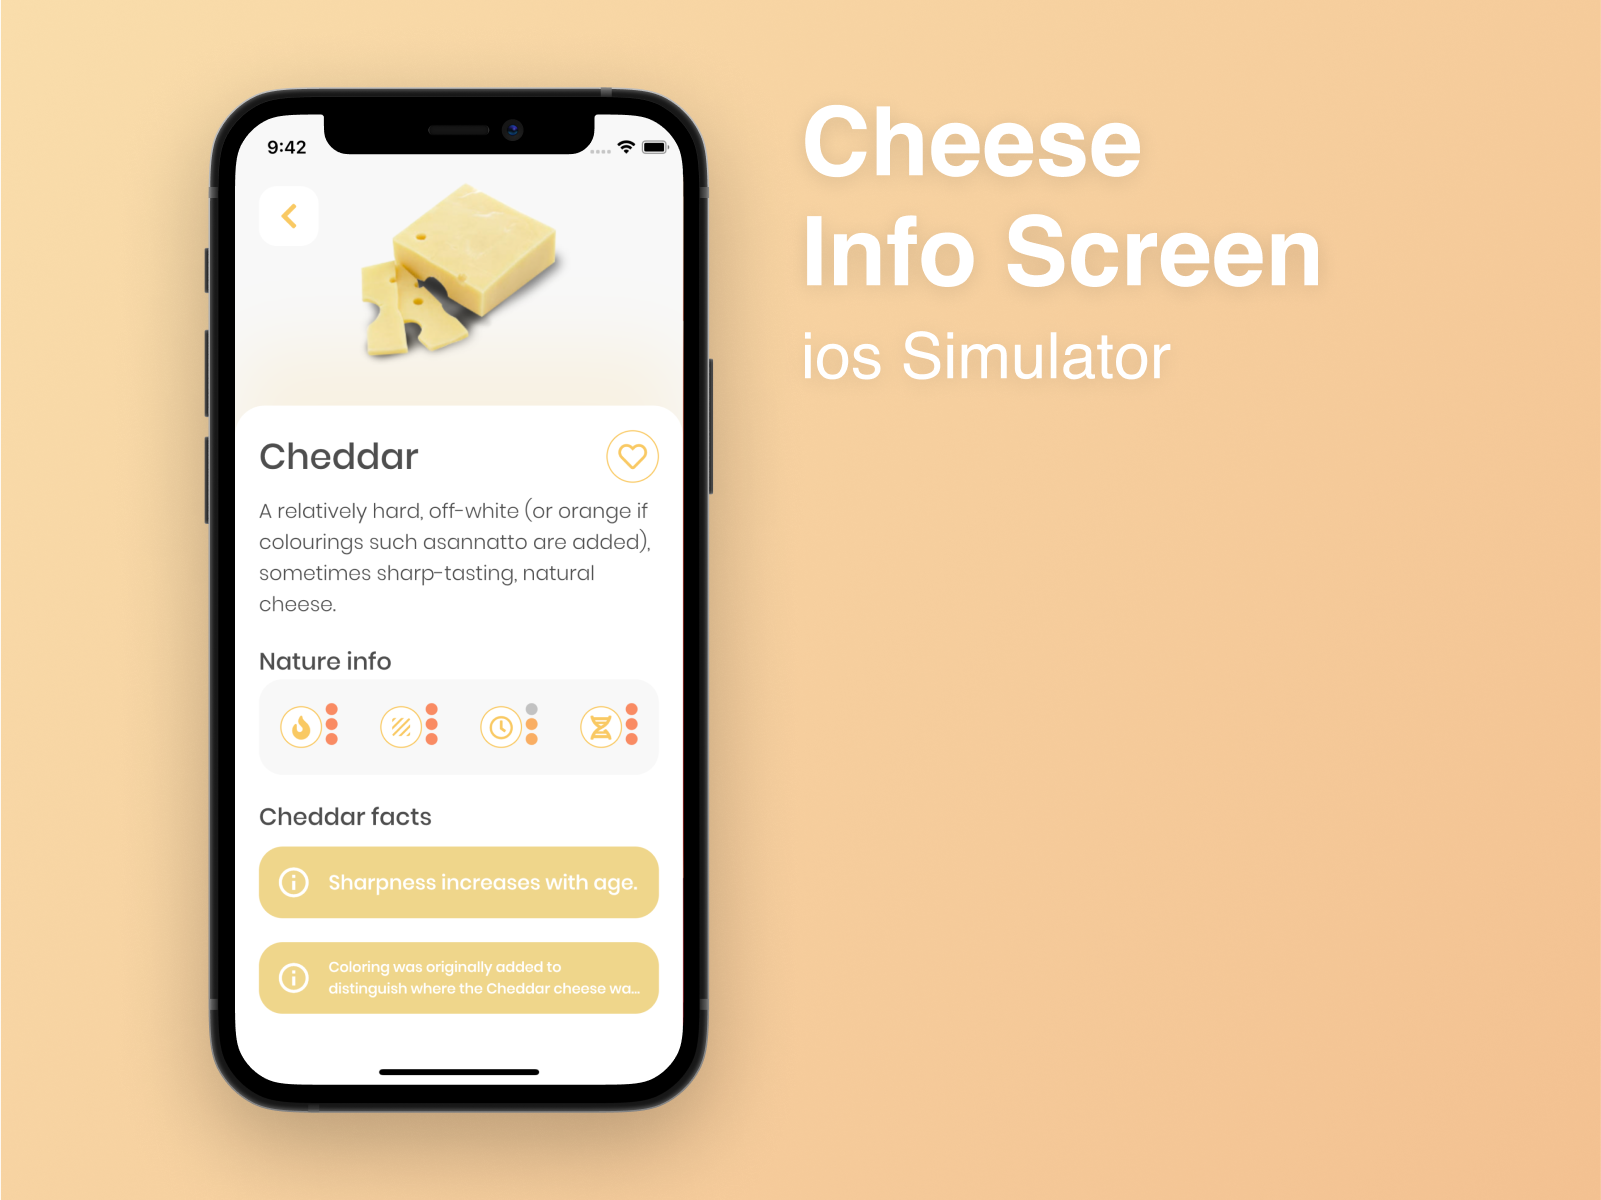 9:42
Cheddar
A relatively hard, off-white (or orange if
colourings such asannatto are added),
sometimes sharp-tasting, natural
cheese.
Nature info
Cheddar facts
Sharpness increases with age.
Coloring was originally added to
distinguish where the Cheddar cheese wa...
Cheese
Info Screen
ios Simulator